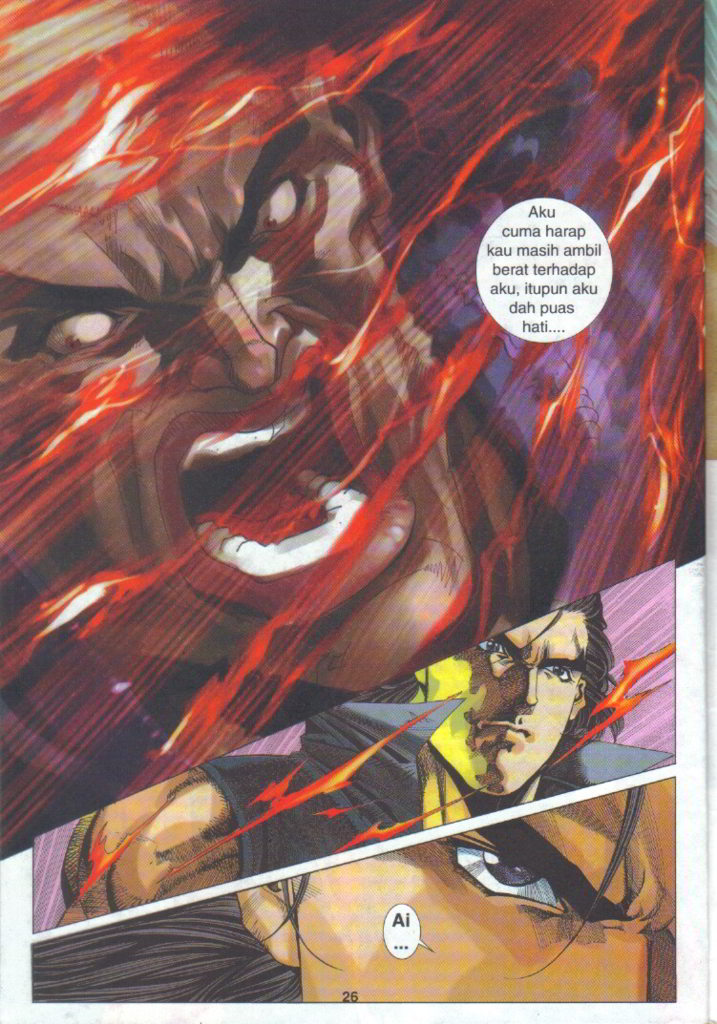 Aku
cuma harap
kau masih ambil
berat terhadap
aku, itupun aku
dah puas
hati....
Ai
...
26